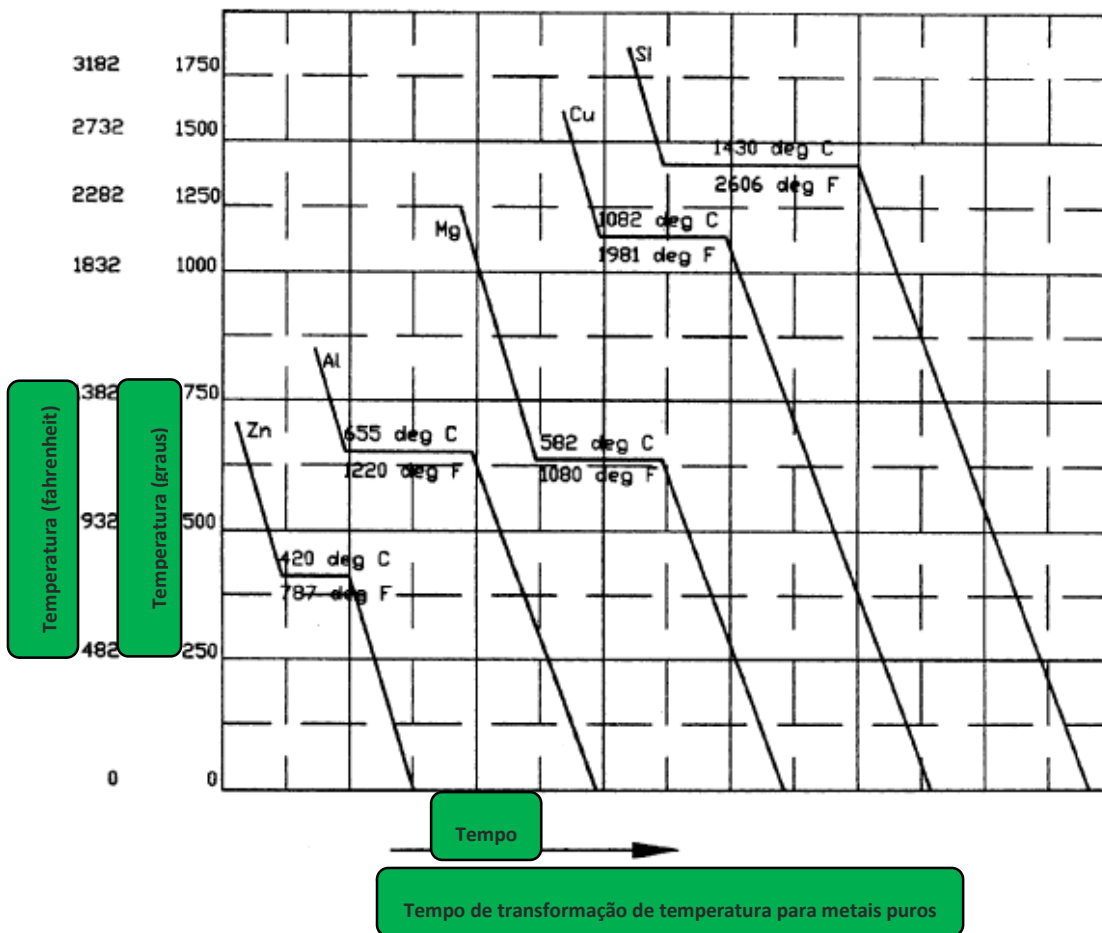 3182 1750 Si
2732 1500 Cu
1430 deg C
2606 deg F
2282 1250 Mg
1082 deg C
1981 deg F
1832 1000
Al
1382 750
Zn
655 deg C
1220 deg F
582 deg C
1080 deg F
932 500
420 deg C
787 deg F
482 250
0 0
Temperatura (fahrenheit)
Temperatura (graus)
Tempo
Tempo de transformação de temperatura para metais puros